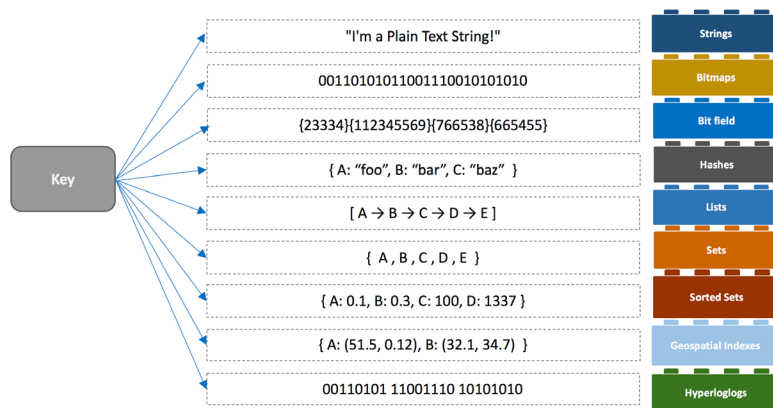 "I'm a Plain Text String!"
Strings
00110101011001110010101010
Bitmaps
{23334}{112345569}{766538}{665455}
Bit field
Key
{ A: “foo”, B: “bar”, C: “baz” }
Hashes
[ A → B → C → D → E ]
Lists
{ A , B , C , D , E }
Sets
{ A: 0.1, B: 0.3, C: 100, D: 1337 }
Sorted Sets
{ A: (51.5, 0.12), B: (32.1, 34.7) }
Geospatial Indexes
00110101 11001110 10101010
Hyperloglogs